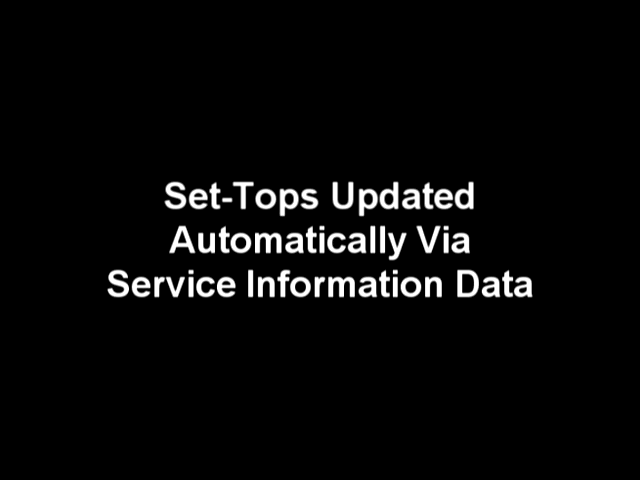 Set-Tops Updated
Automatically Via
Service Information Data